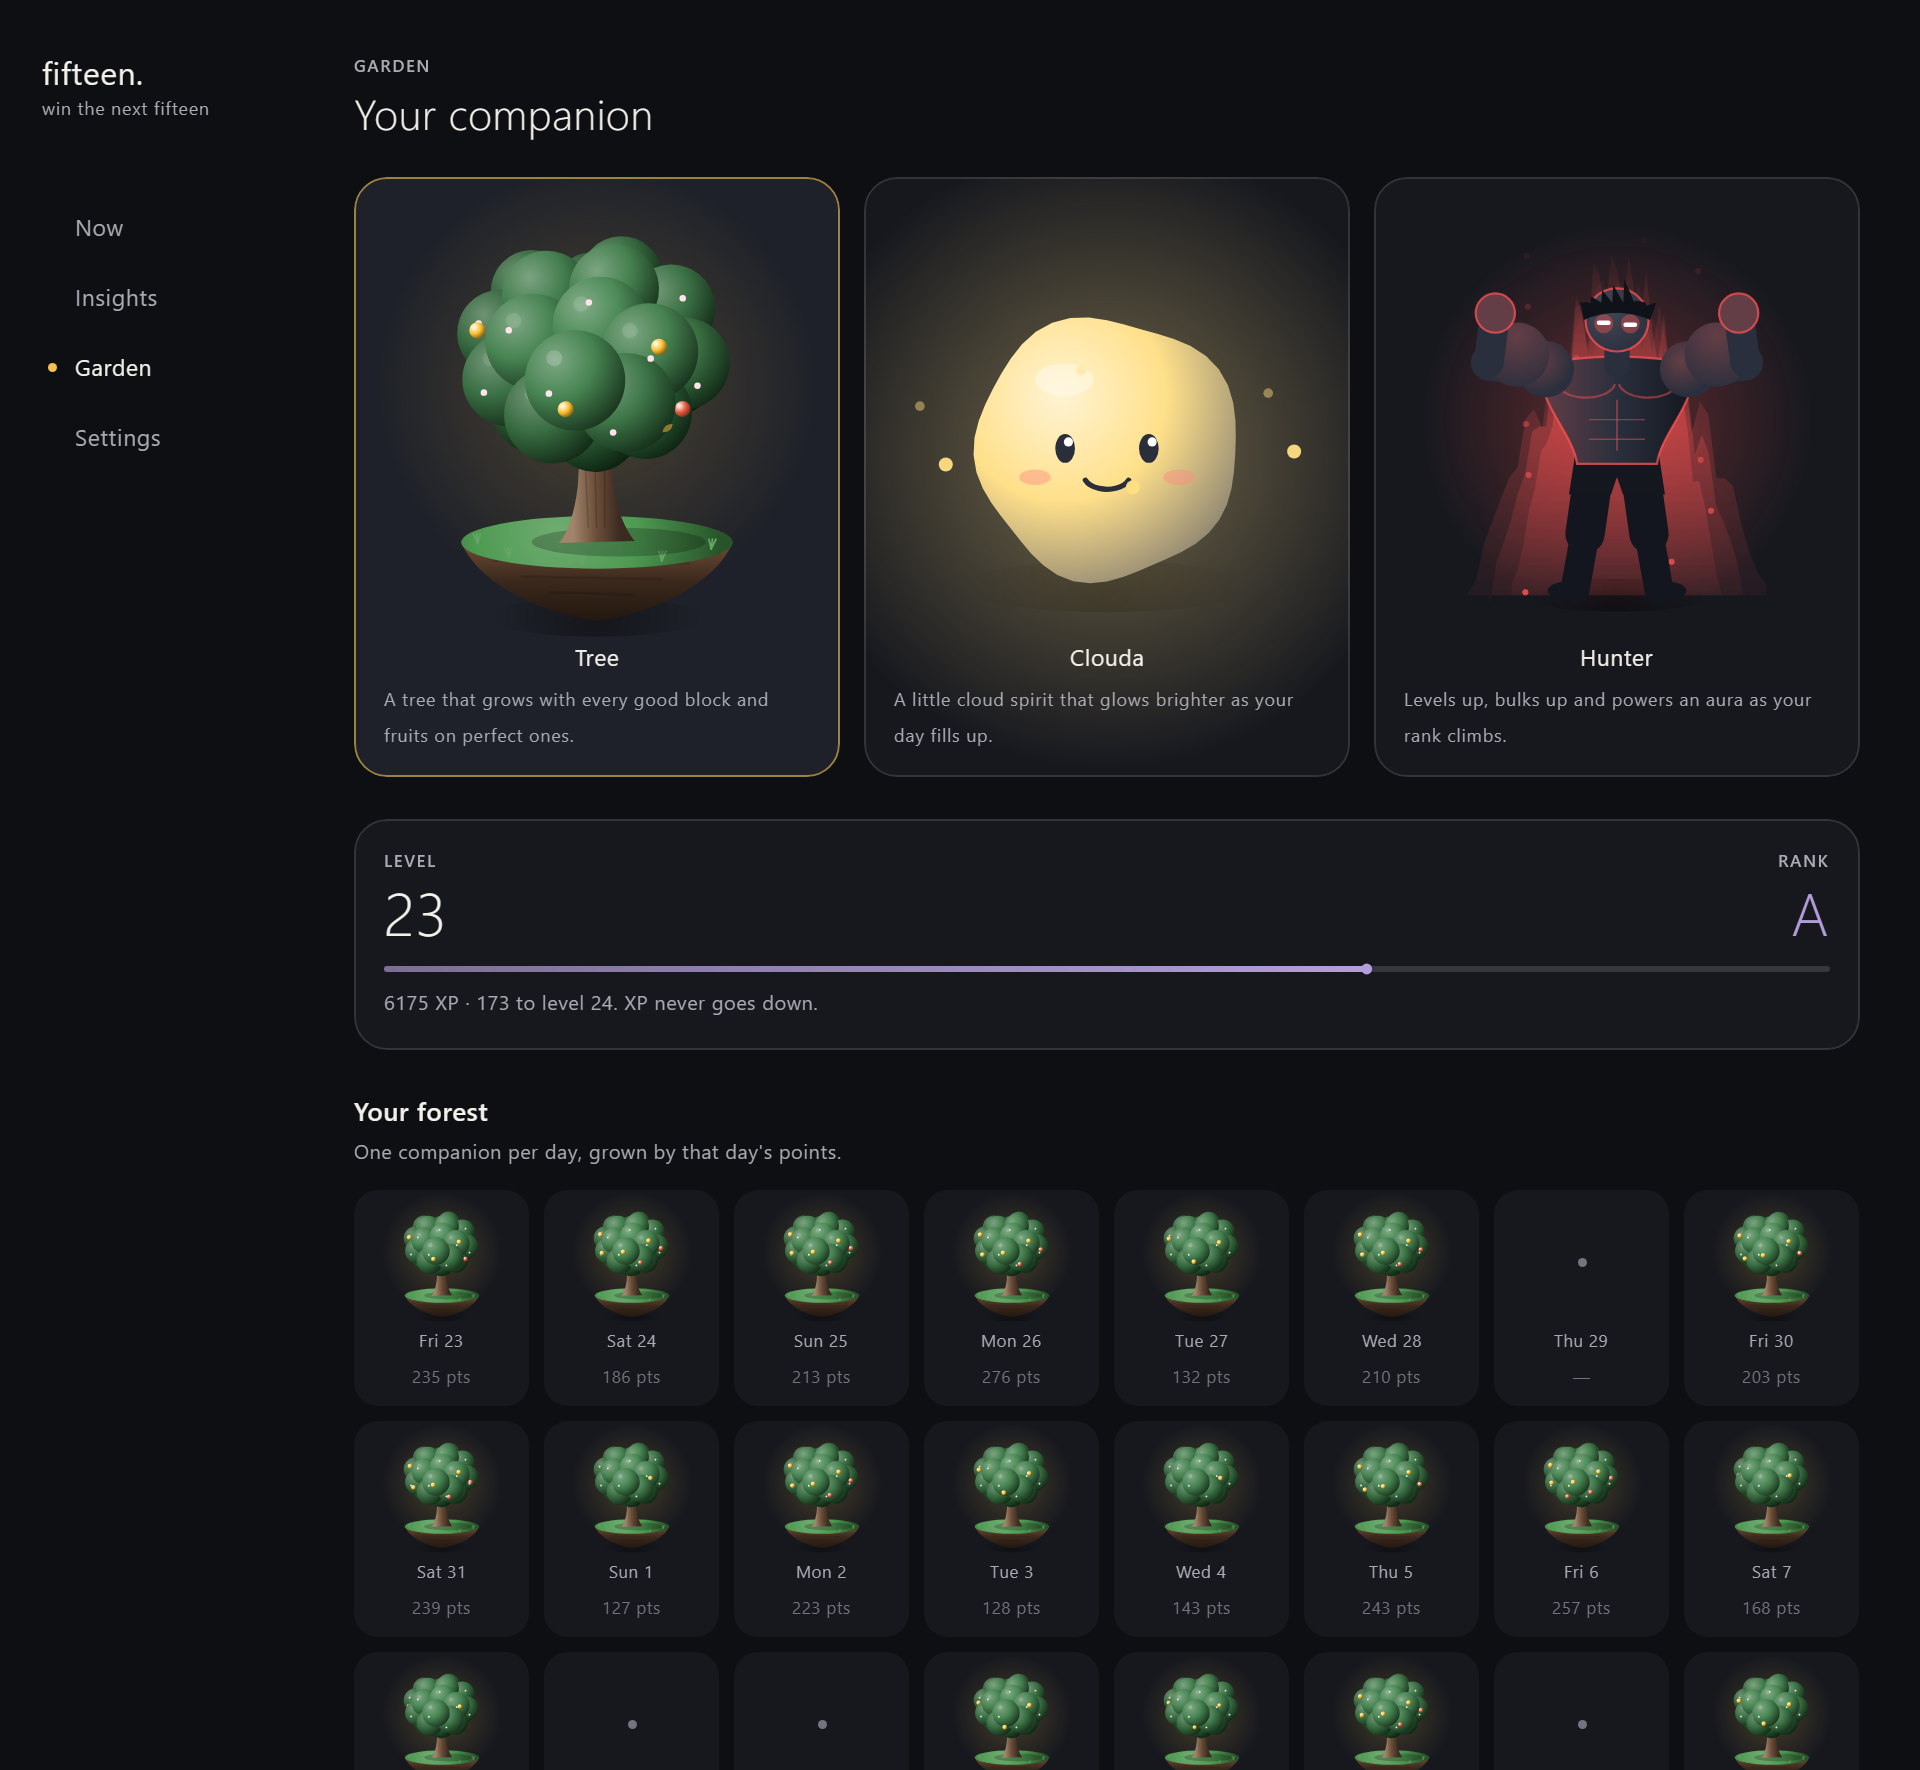 fifteen.
win the next fifteen
Now
Insights
Garden
Settings
GARDEN
Your companion
Tree
A tree that grows with every good block and
fruits on perfect ones.
Clouda
A little cloud spirit that glows brighter as your
day fills up.
Hunter
Levels up, bulks up and powers an aura as your
rank climbs.
LEVEL
RANK
23
A
6175 XP · 173 to level 24. XP never goes down.
Your forest
One companion per day, grown by that day's points.
Fri 23
Sat 24
Sun 25
Mon 26
Tue 27
Wed 28
Thu 29
Fri 30
235 pts
186 pts
213 pts
276 pts
132 pts
210 pts
—
203 pts
Sat 31
Sun 1
Mon 2
Tue 3
Wed 4
Thu 5
Fri 6
Sat 7
239 pts
127 pts
223 pts
128 pts
143 pts
243 pts
257 pts
168 pts